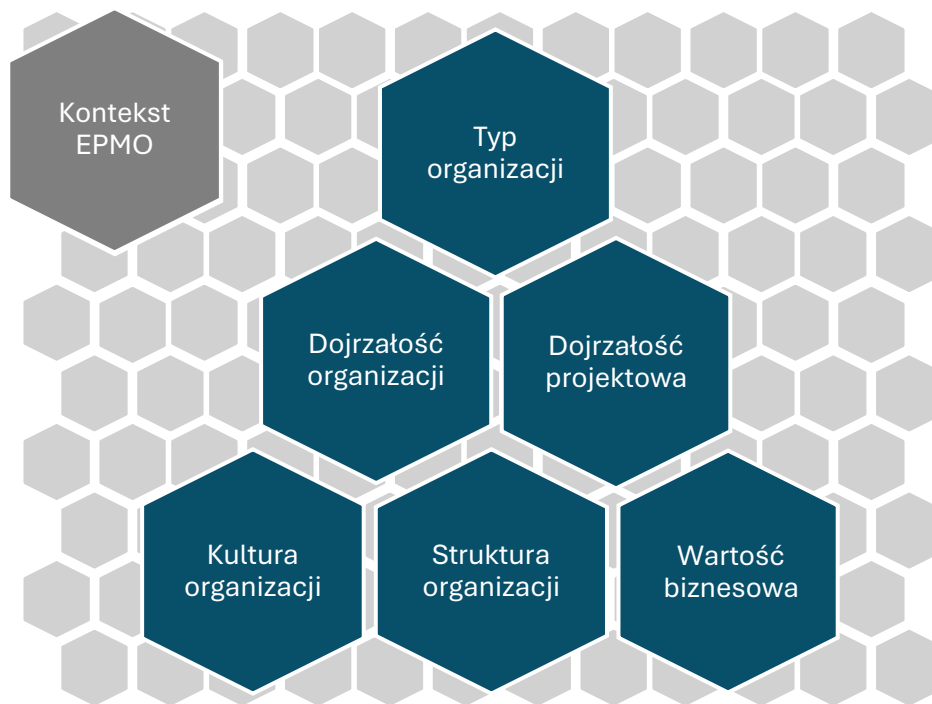 Kontekst
EPMO
Typ
organizacji
Dojrzałość
organizacji
Dojrzałość
projektowa
Kultura
organizacji
Struktura
organizacji
Wartość
biznesowa